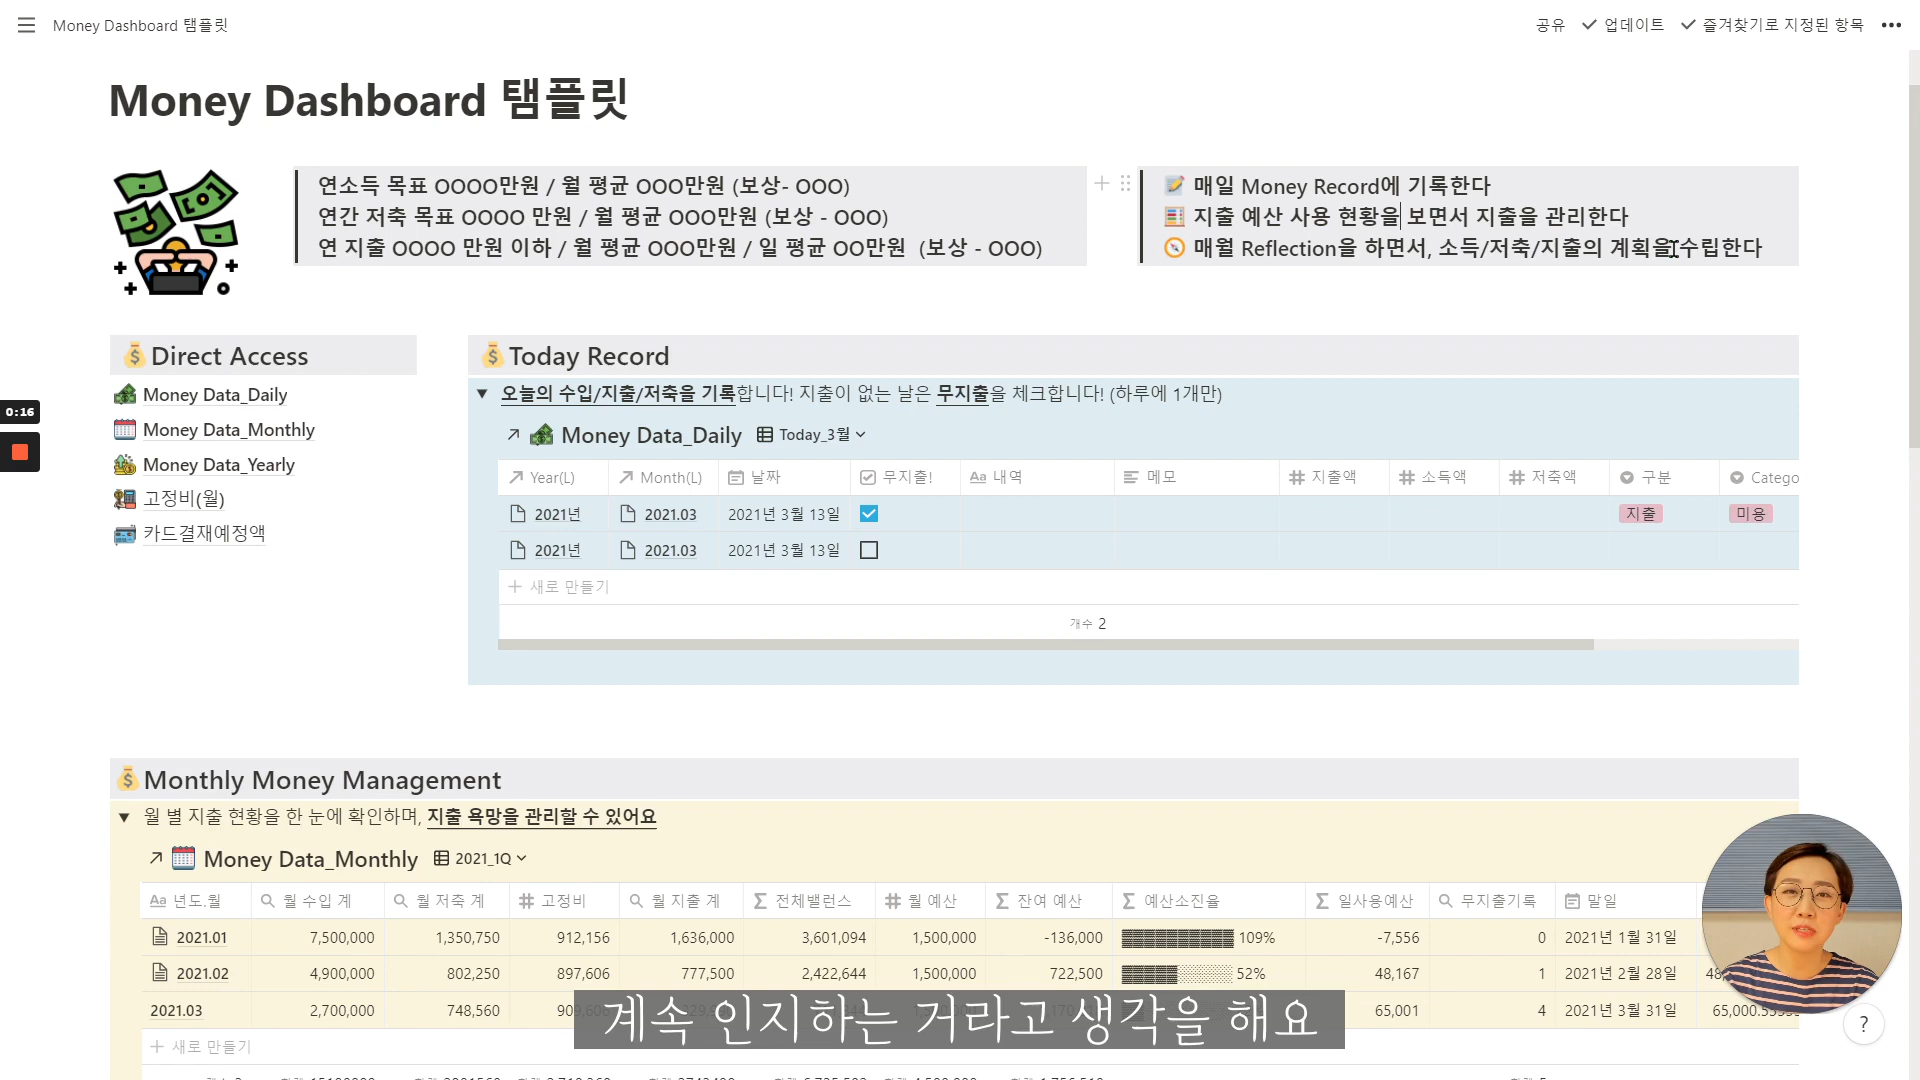 Money Dashboard 탬플릿
공유 업데이트 즐겨찾기로 지정된 항목
Money Dashboard 탬플릿
연소득 목표 OOOO만원 / 월 평균 OOO만원 (보상- OOO)
연간 저축 목표 OOOO 만원 / 월 평균 OOO만원 (보상 - OOO)
연 지출 OOOO 만원 이하 / 월 평균 OOO만원 / 일 평균 OO만원 (보상 - OOO)
매일 Money Record에 기록한다
지출 예산 사용 현황을 보면서 지출을 관리한다
매월 Reflection을 하면서, 소득/저축/지출의 계획을 수립한다
Direct Access
Money Data_Daily
Money Data_Monthly
Money Data_Yearly
고정비(월)
카드결재예정액
0:16
Today Record
오늘의 수입/지출/저축을 기록합니다! 지출이 없는 날은 무지출을 체크합니다! (하루에 1개만)
Money Data_Daily Today_3월
Year(L) Month(L) 날짜 무지출! Aa 내역 메모 지출액 소득액 저축액 구분 Catego
2021년 2021.03 2021년 3월 13일 지출 미용
2021년 2021.03 2021년 3월 13일
새로 만들기
개수 2
Monthly Money Management
월 별 지출 현황을 한 눈에 확인하며, 지출 욕망을 관리할 수 있어요
Money Data_Monthly 2021_1Q
Aa 년도.월 월 수입 계 월 저축 계 고정비 월 지출 계 전체밸런스 월 예산 잔여 예산 예산소진율 일사용예산 무지출기록 말일
2021.01 7,500,000 1,350,750 912,156 1,636,000 3,601,094 1,500,000 -136,000 109% -7,556 0 2021년 1월 31일
2021.02 4,900,000 802,250 897,606 777,500 2,422,644 1,500,000 722,500 52% 48,167 1 2021년 2월 28일 48,
2021.03 2,700,000 748,560 65,001 4 2021년 3월 31일
계속 인지하는 거라고 생각을 해요
새로 만들기
?